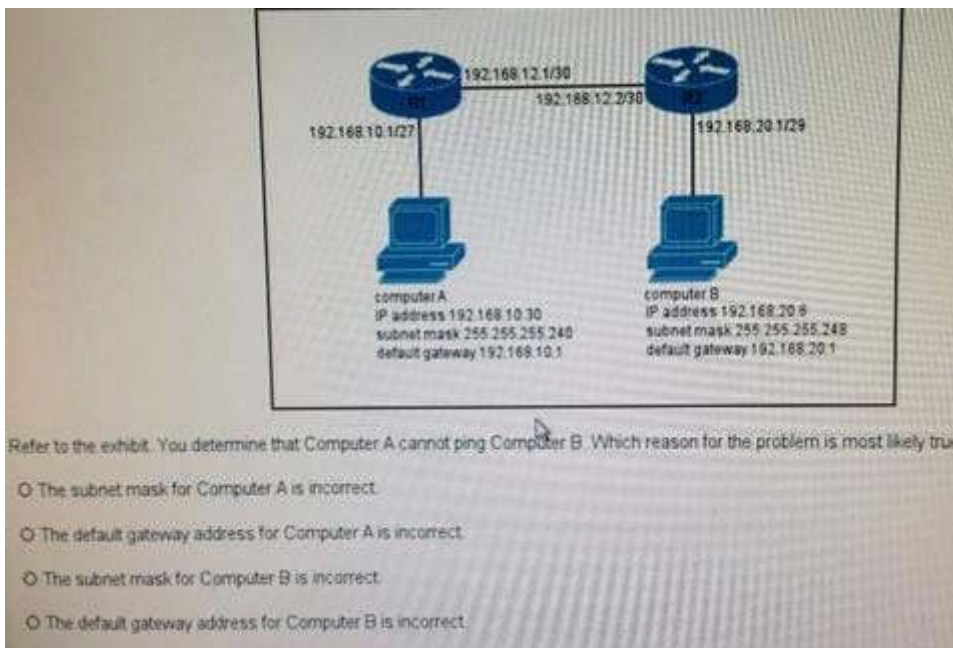 192.168.12.1/30
192.168.12.2/30
R1
R2
192.168.10.1/27
192.168.20.1/29
computer A
IP address 192.168.10.30
subnet mask 255.255.255.240
default gateway 192.168.10.1
computer B
IP address 192.168.20.6
subnet mask 255.255.255.248
default gateway 192.168.20.1
Refer to the exhibit. You determine that Computer A cannot ping Computer B. Which reason for the problem is most likely tru
The subnet mask for Computer A is incorrect.
The default gateway address for Computer A is incorrect.
The subnet mask for Computer B is incorrect.
The default gateway address for Computer B is incorrect.